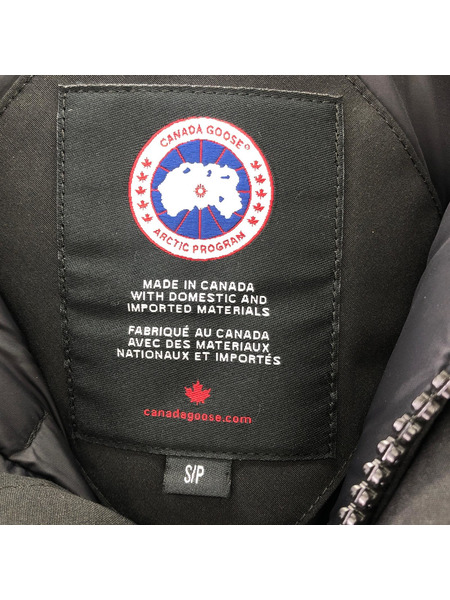 CANADA GOOSE®
ARCTIC PROGRAM
MADE IN CANADA
WITH DOMESTIC AND
IMPORTED MATERIALS
FABRIQUÉ AU CANADA
AVEC DES MATERIAUX
NATIONAUX ET IMPORTÉS
canadagoose.com
S/P